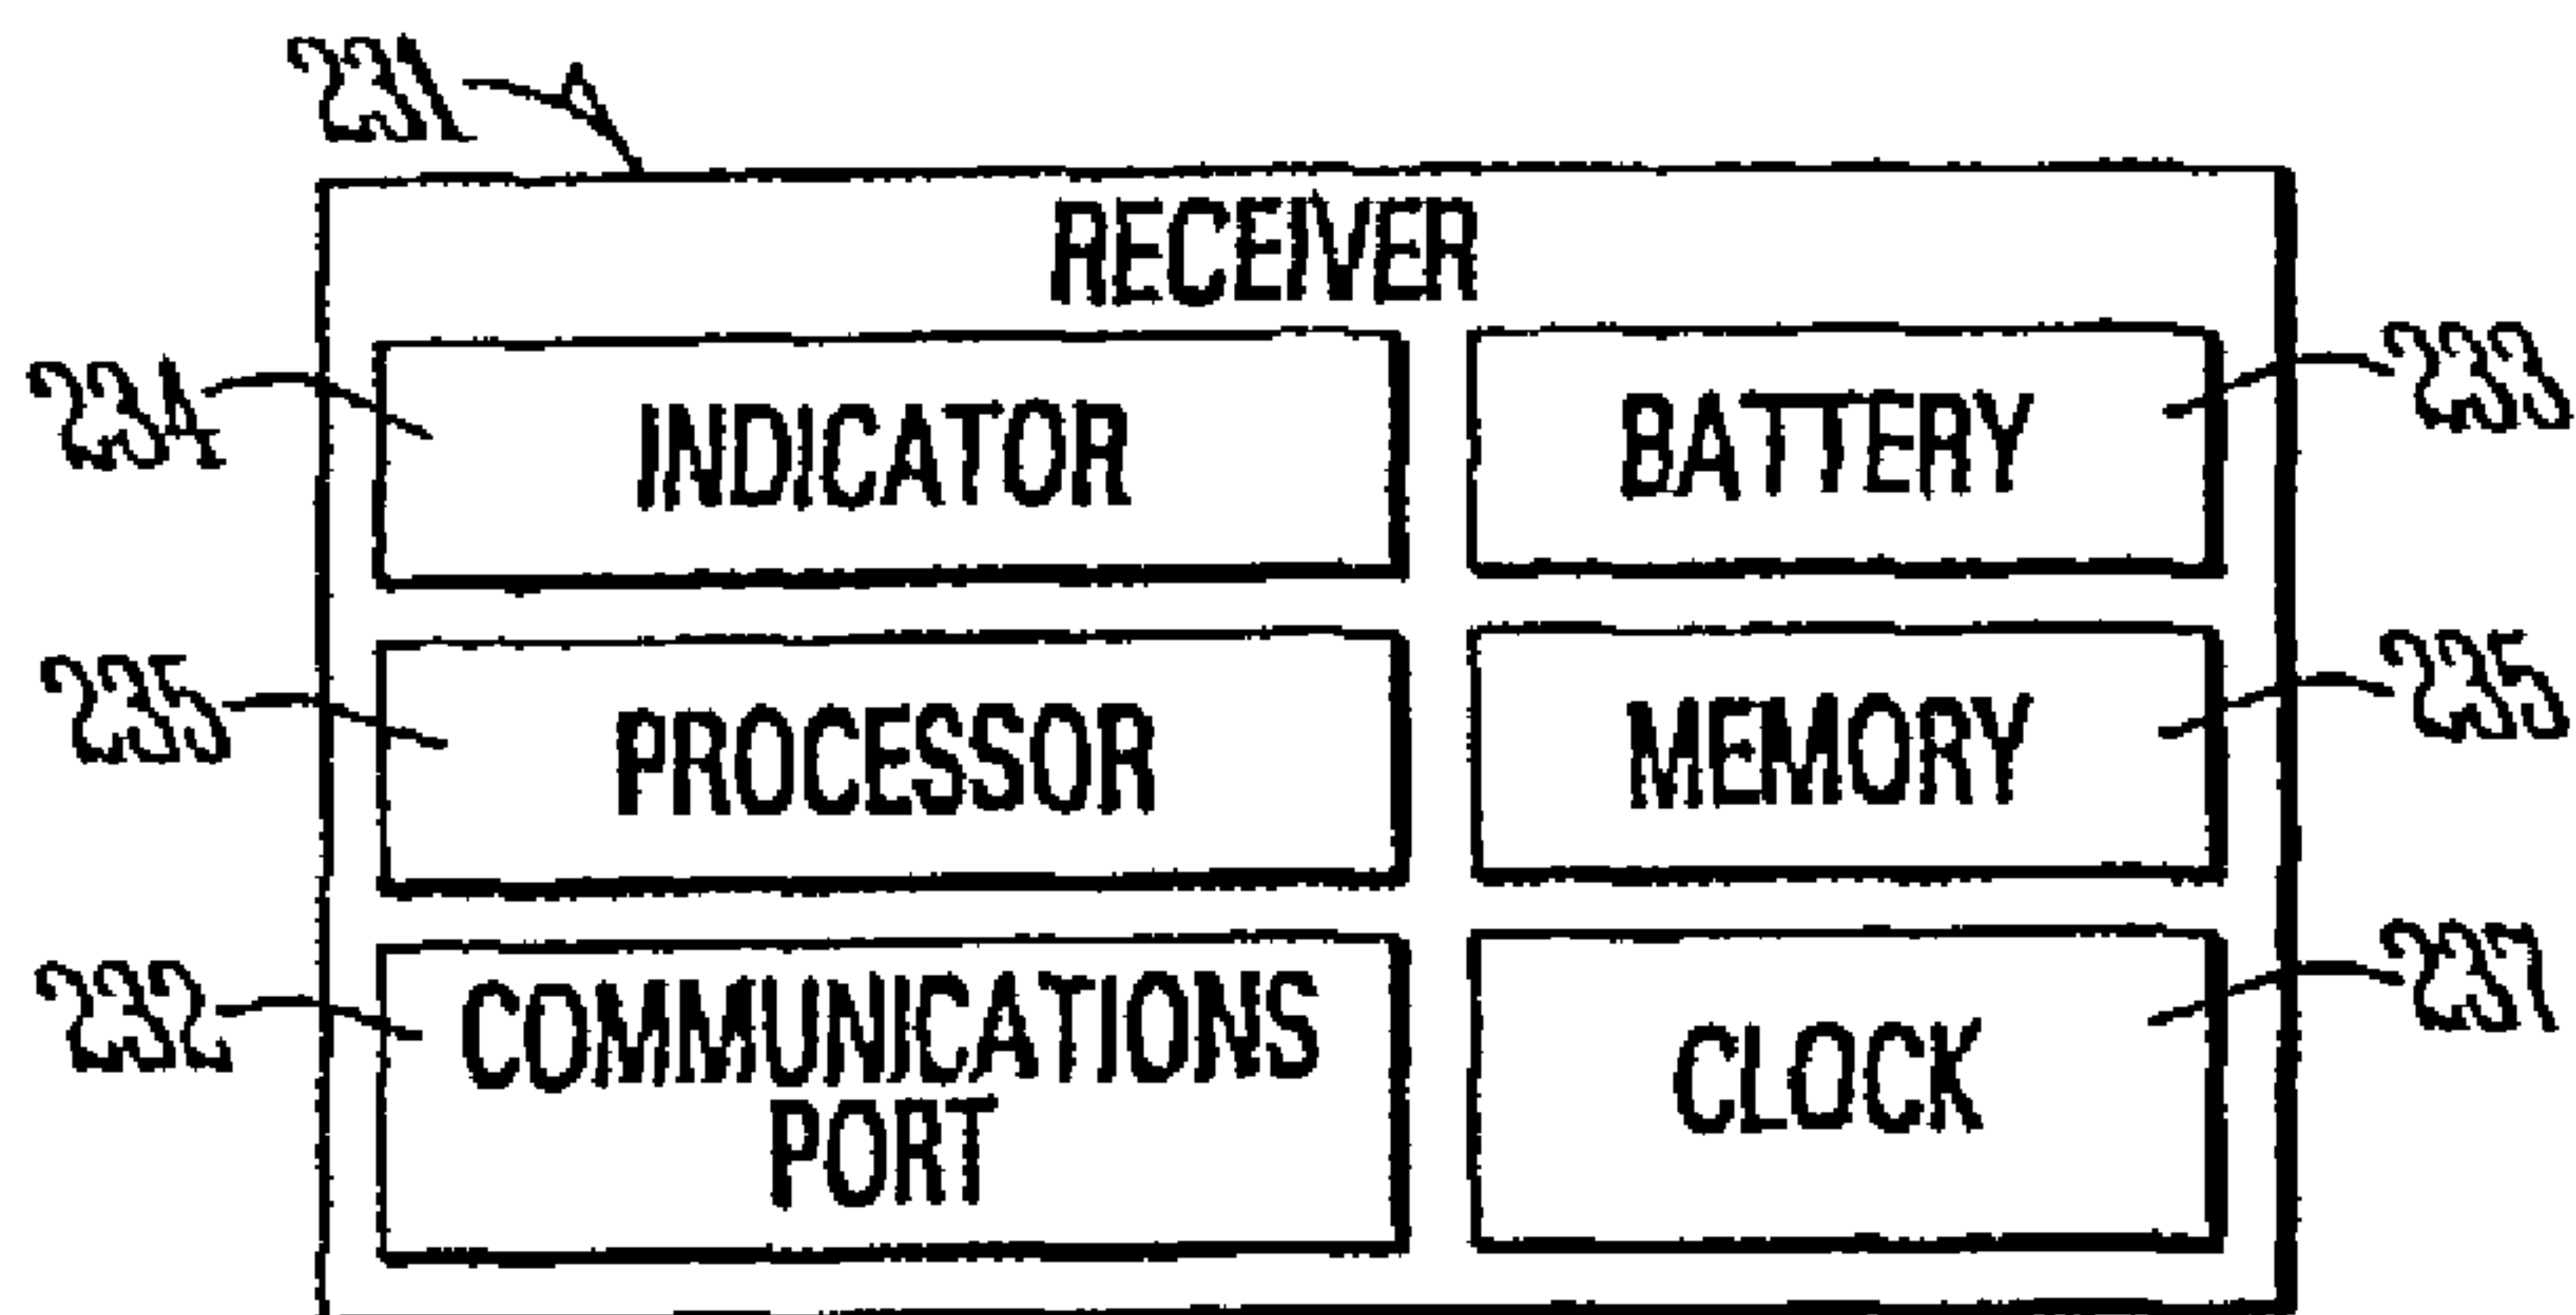 231
RECEIVER
234
INDICATOR
BATTERY
233
235
PROCESSOR
MEMORY
235
232
COMMUNICATIONS
PORT
CLOCK
237